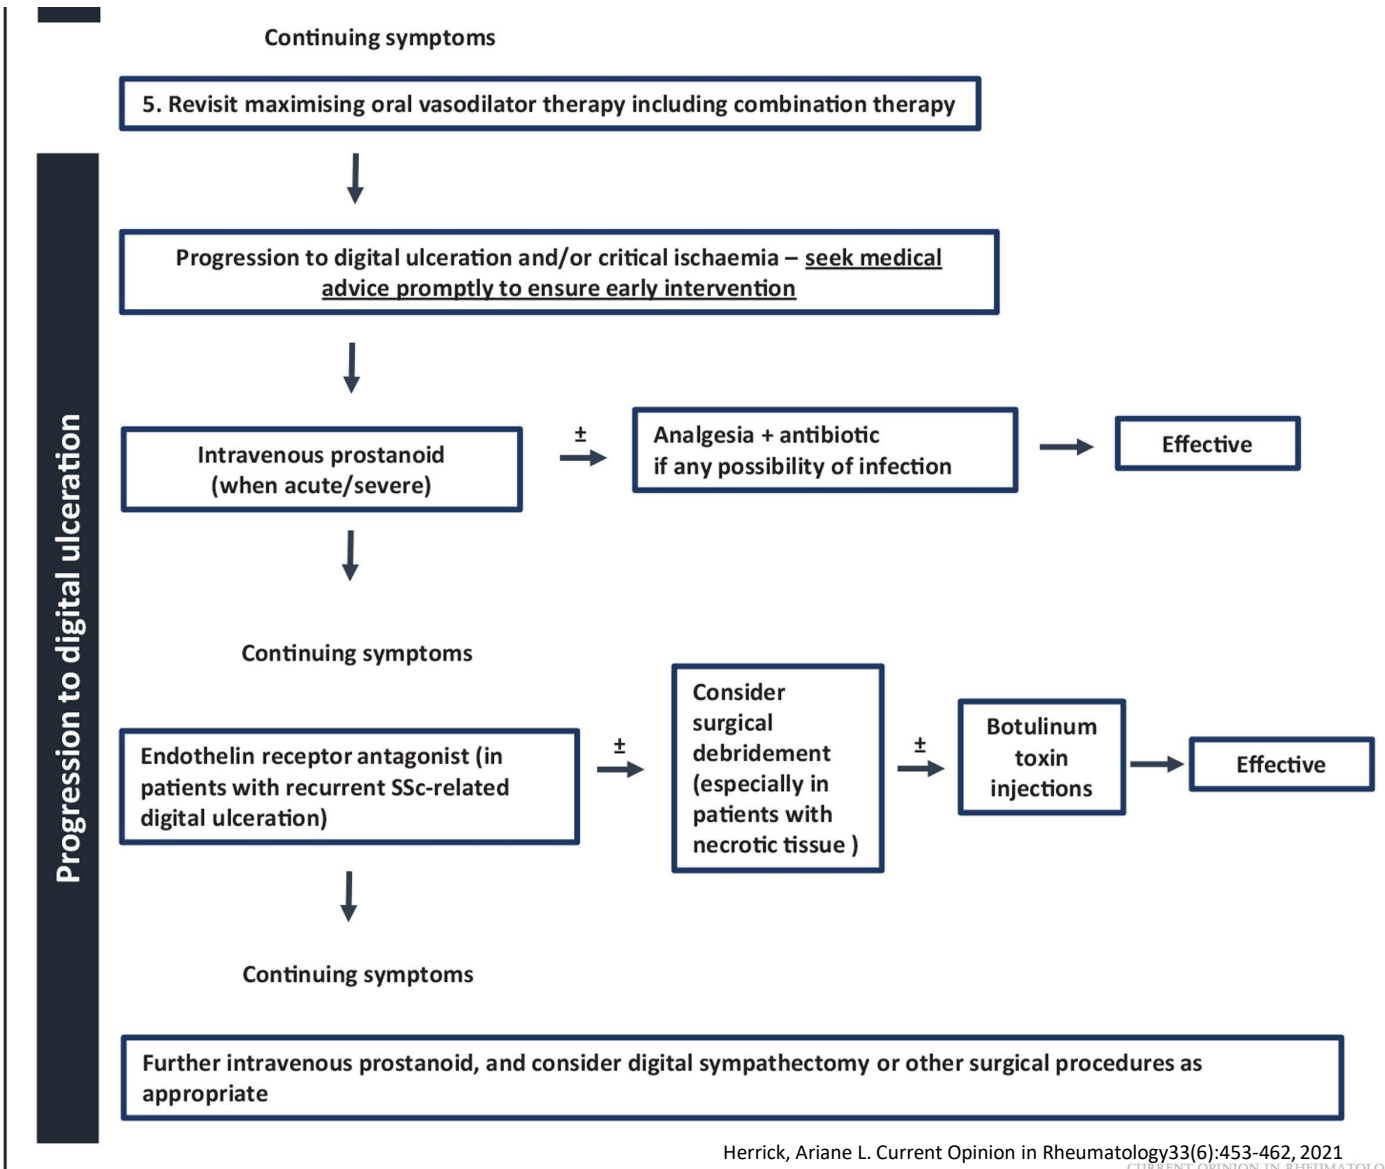 Continuing symptoms
5. Revisit maximising oral vasodilator therapy including combination therapy
Progression to digital ulceration
Progression to digital ulceration and/or critical ischaemia – seek medical
advice promptly to ensure early intervention
Intravenous prostanoid
(when acute/severe)
±
Analgesia + antibiotic
if any possibility of infection
Effective
Continuing symptoms
Endothelin receptor antagonist (in
patients with recurrent SSc-related
digital ulceration)
±
Consider
surgical
debridement
(especially in
patients with
necrotic tissue )
±
Botulinum
toxin
injections
Effective
Continuing symptoms
Further intravenous prostanoid, and consider digital sympathectomy or other surgical procedures as
appropriate
Herrick, Ariane L. Current Opinion in Rheumatology33(6):453-462, 2021